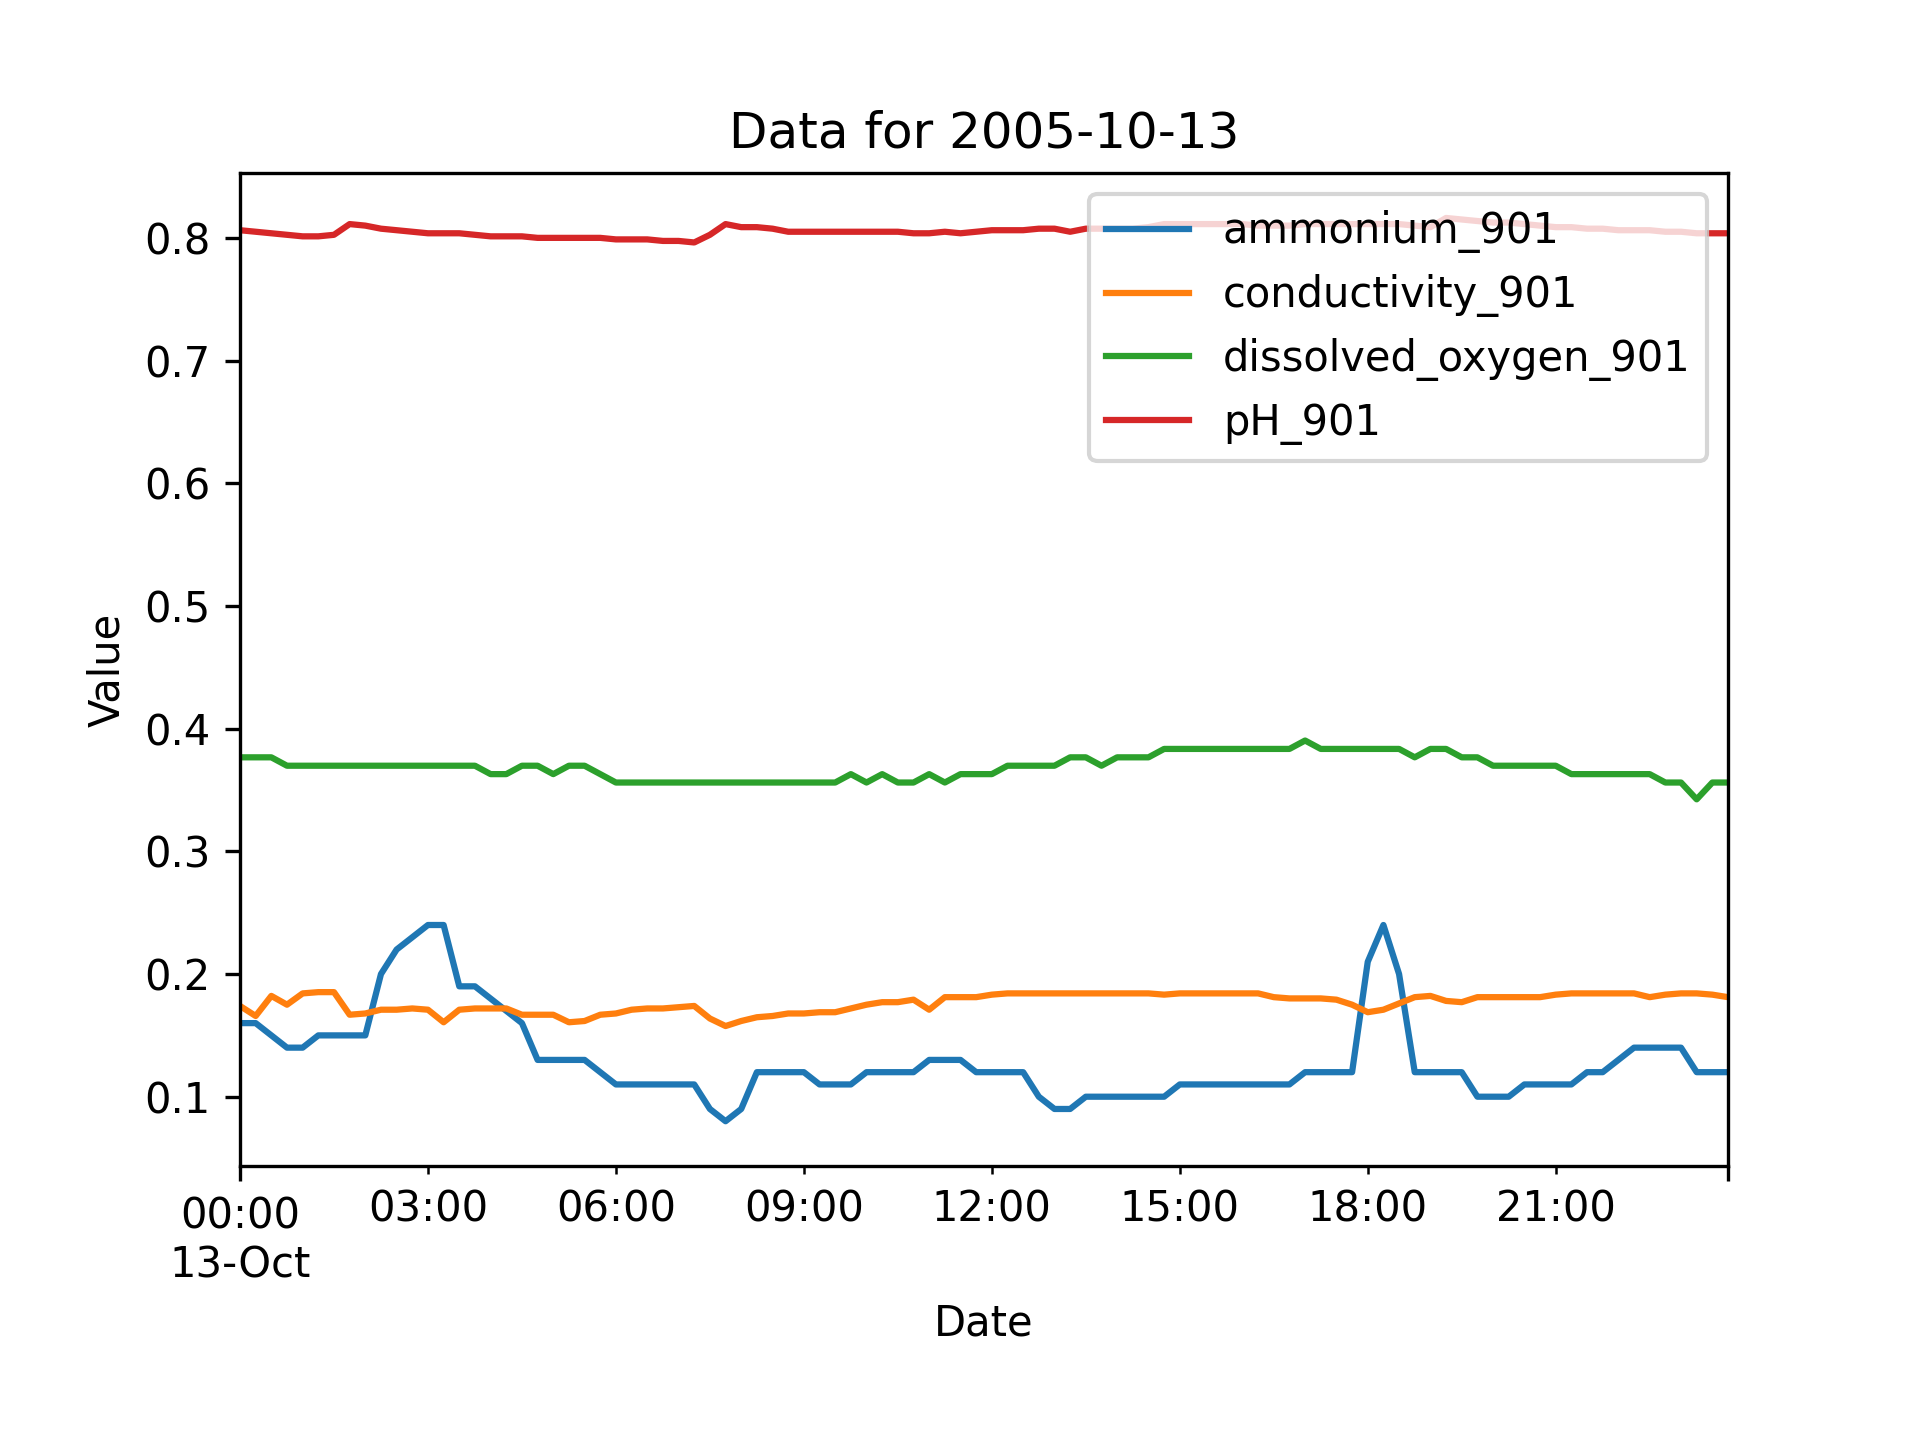 Data for 2005-10-13
ammonium_901
conductivity_901
dissolved_oxygen_901
pH_901
0.8
0.7
0.6
0.5
0.4
0.3
0.2
0.1
Value
00:00 03:00 06:00 09:00 12:00 15:00 18:00 21:00
13-Oct
Date